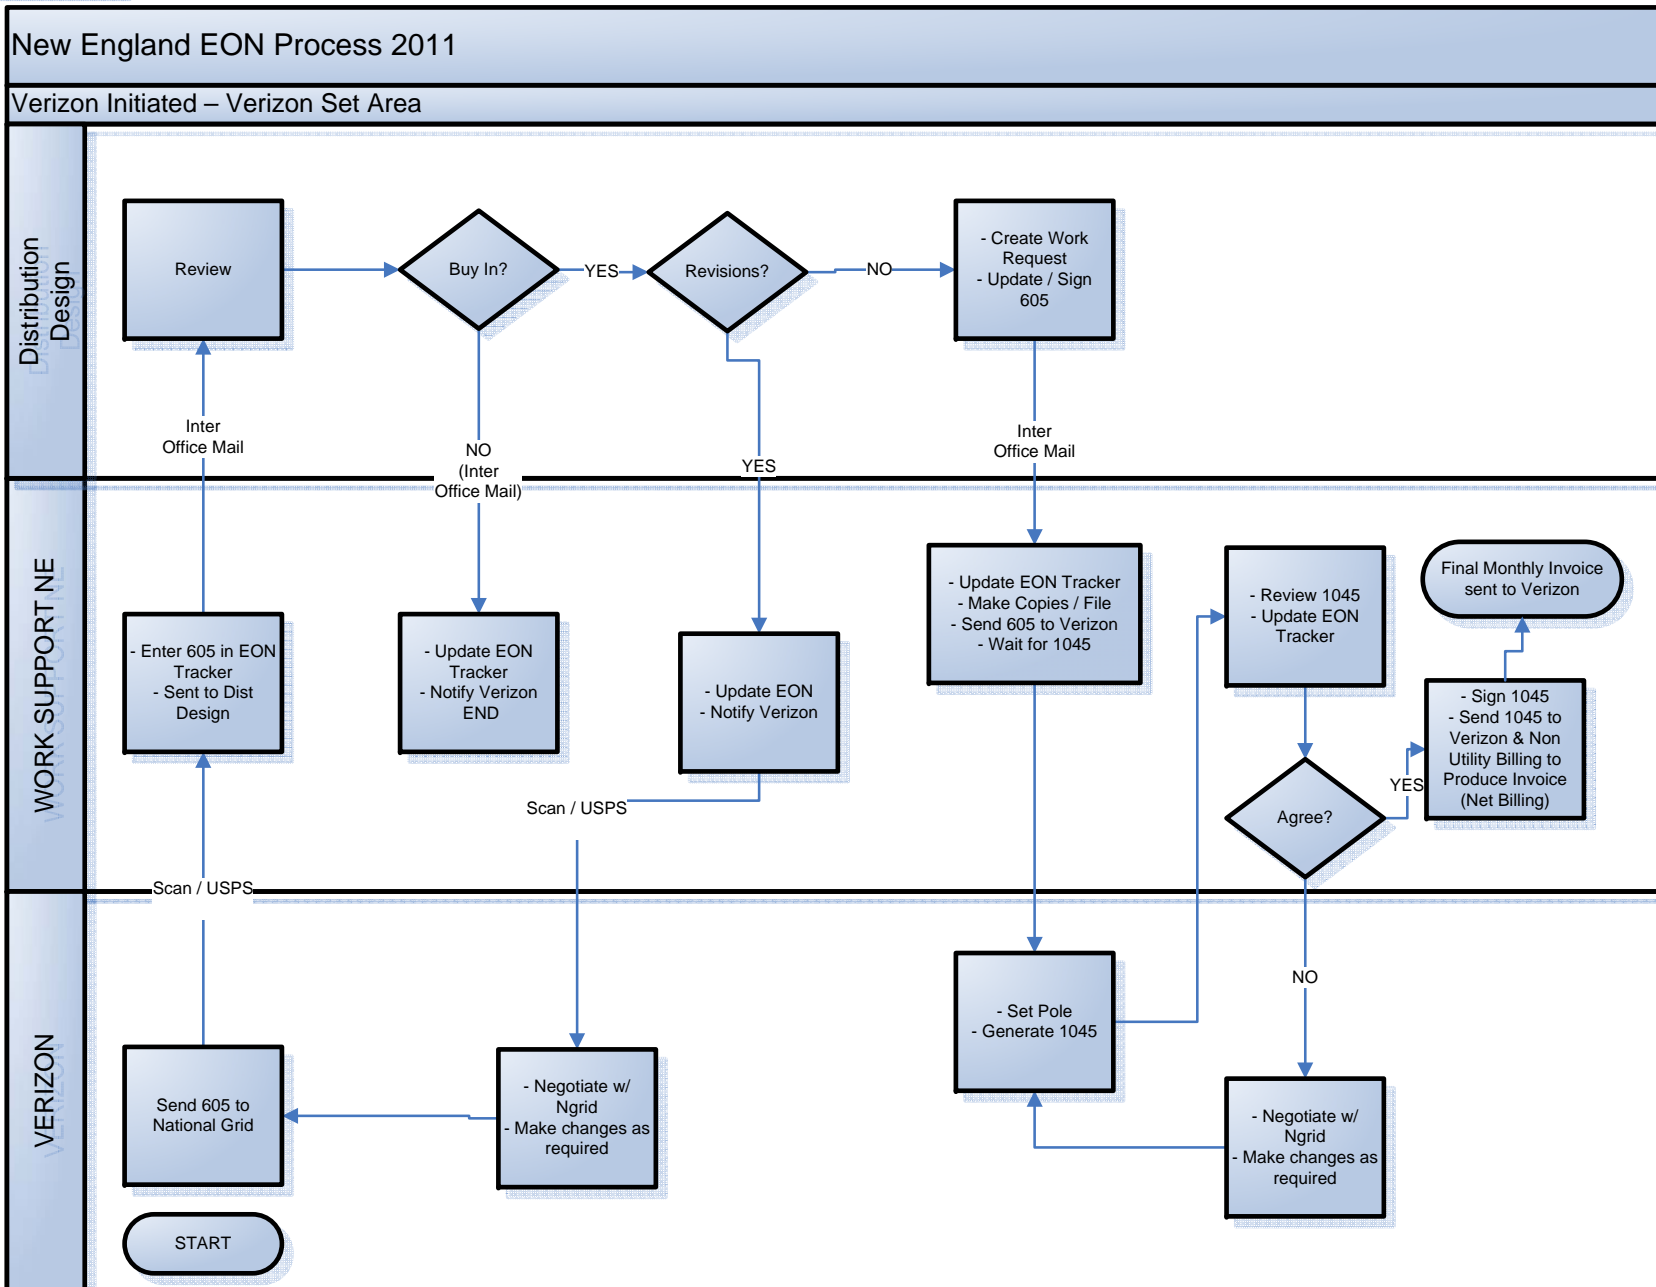 New England EON Process 2011
Verizon Initiated – Verizon Set Area
Distribution
Design
Review
Buy In?
YES
Revisions?
NO
- Create Work
Request
- Update / Sign
605
Inter
Office Mail
NO
(Inter
Office Mail)
YES
Inter
Office Mail
WORK SUPPORT NE
- Enter 605 in EON
Tracker
- Sent to Dist
Design
- Update EON
Tracker
- Notify Verizon
END
- Update EON
- Notify Verizon
- Update EON Tracker
- Make Copies / File
- Send 605 to Verizon
- Wait for 1045
- Review 1045
- Update EON
Tracker
Final Monthly Invoice
sent to Verizon
- Sign 1045
- Send 1045 to
Verizon & Non
Utility Billing to
Produce Invoice
(Net Billing)
YES
Agree?
Scan / USPS
Scan / USPS
NO
VERIZON
Send 605 to
National Grid
- Negotiate w/
Ngrid
- Make changes as
required
- Set Pole
- Generate 1045
- Negotiate w/
Ngrid
- Make changes as
required
START